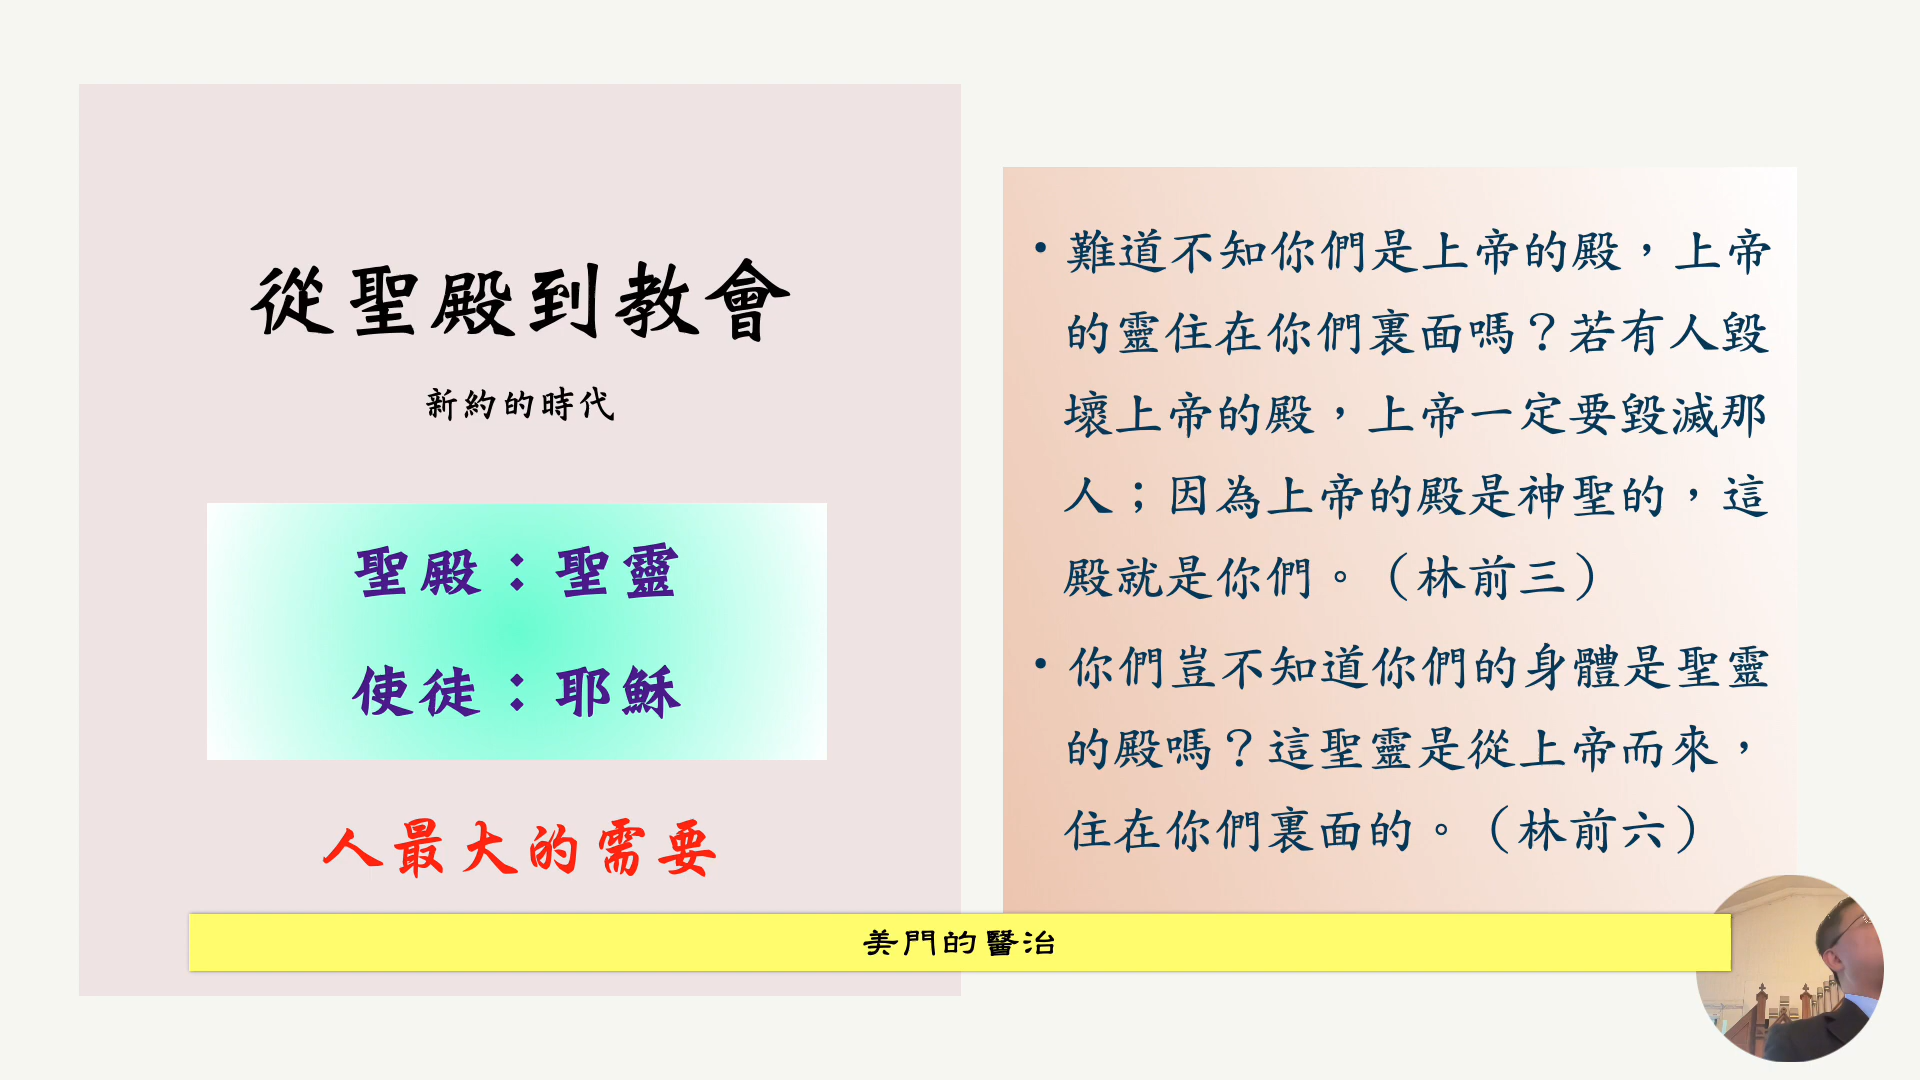 從聖殿到教會
新約的時代
聖殿：聖靈
使徒：耶穌
人最大的需要
• 難道不知你們是上帝的殿，上帝
的靈住在你們裏面嗎？若有人毀
壞上帝的殿，上帝一定要毀滅那
人；因為上帝的殿是神聖的，這
殿就是你們。（林前三）
• 你們豈不知道你們的身體是聖靈
的殿嗎？這聖靈是從上帝而來，
住在你們裏面的。（林前六）
美門的醫治